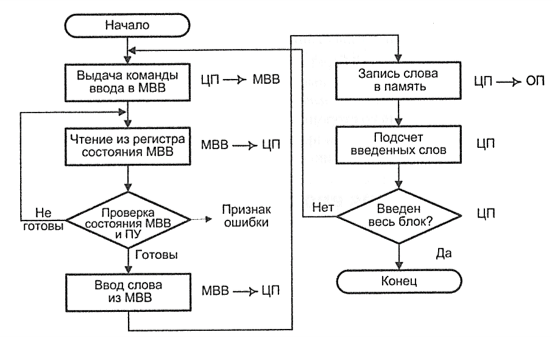 Начало
Выдача команды
ввода в МВВ
ЦП
МВВ
Чтение из регистра
состояния МВВ
МВВ
ЦП
Не
готовы
Проверка
состояния МВВ
и ПУ
Признак
ошибки
Готовы
Ввод слова
из МВВ
МВВ
ЦП
Запись слова
в память
ЦП
ОП
Подсчет
введенных слов
ЦП
Нет
Введен
весь блок?
ЦП
Да
Конец